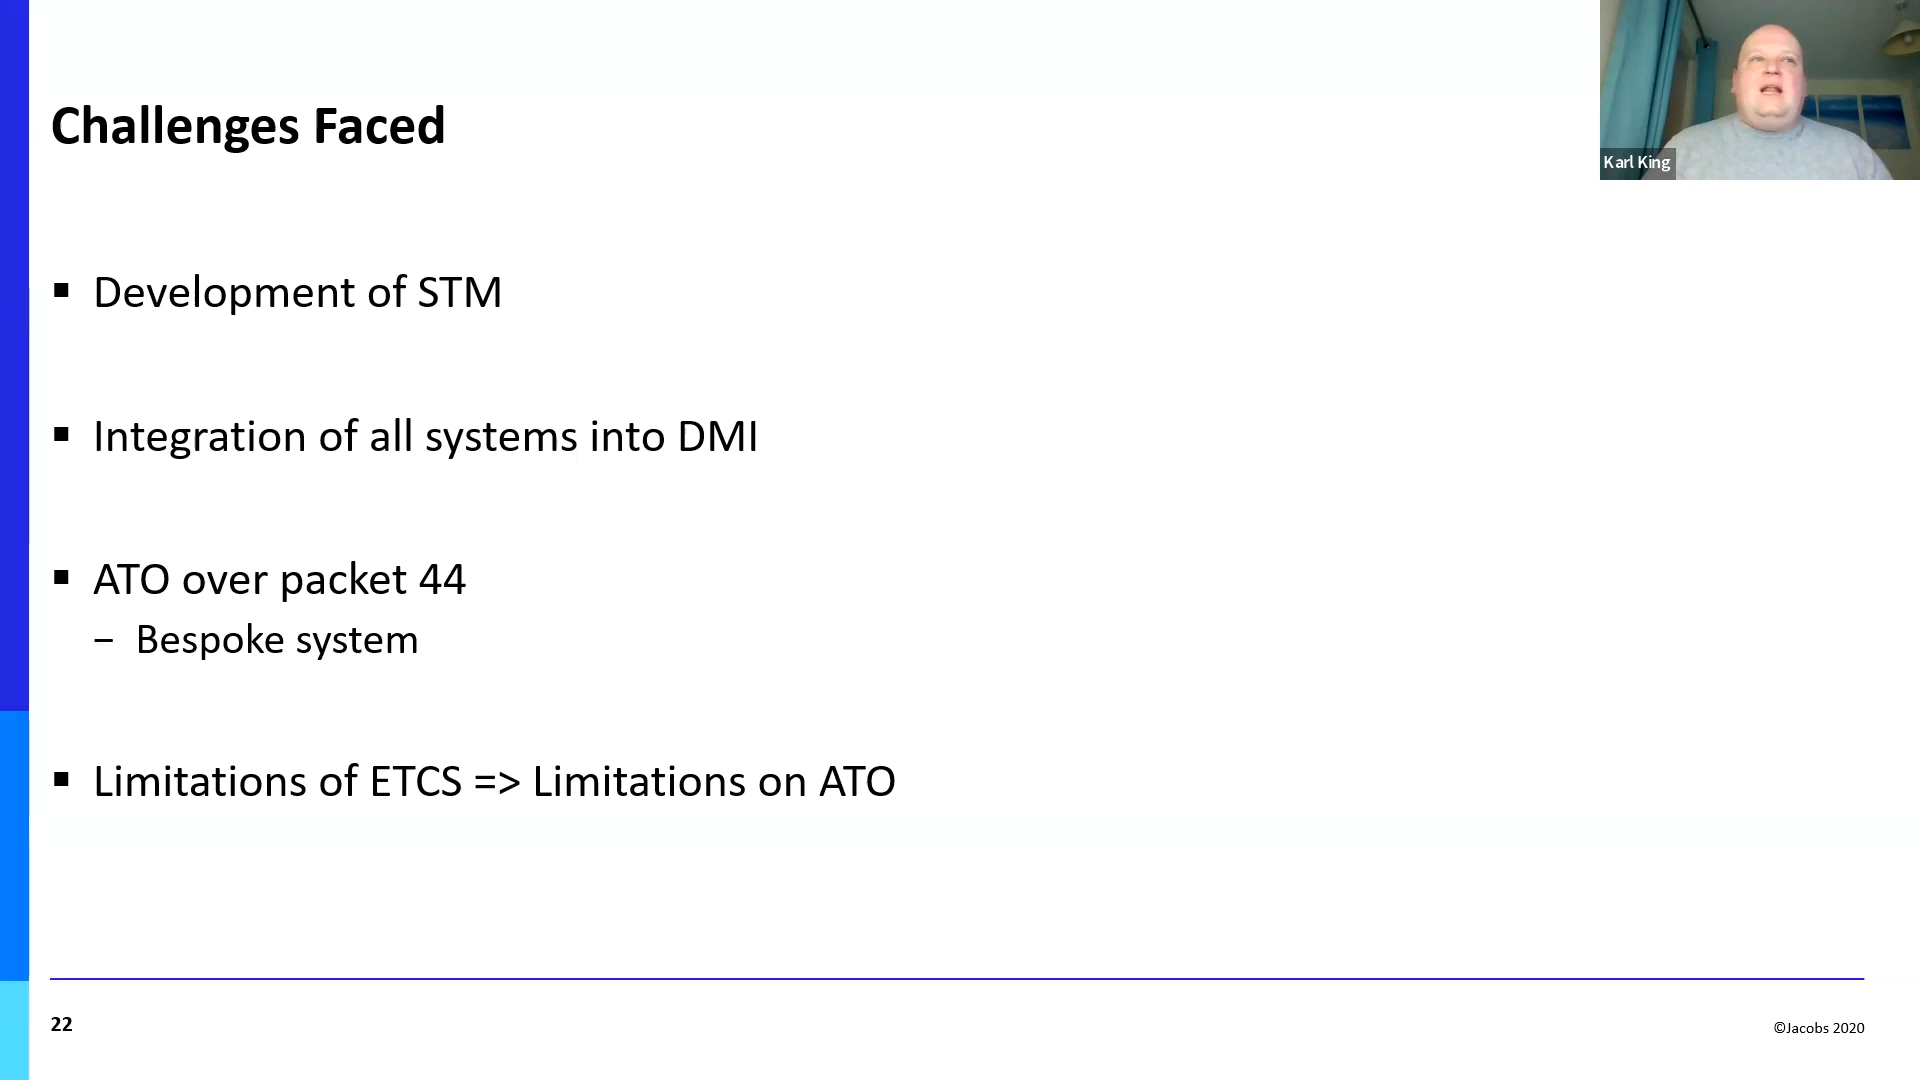 Challenges Faced
Karl King
▪ Development of STM
▪ Integration of all systems into DMI
▪ ATO over packet 44
– Bespoke system
▪ Limitations of ETCS => Limitations on ATO
22
©Jacobs 2020